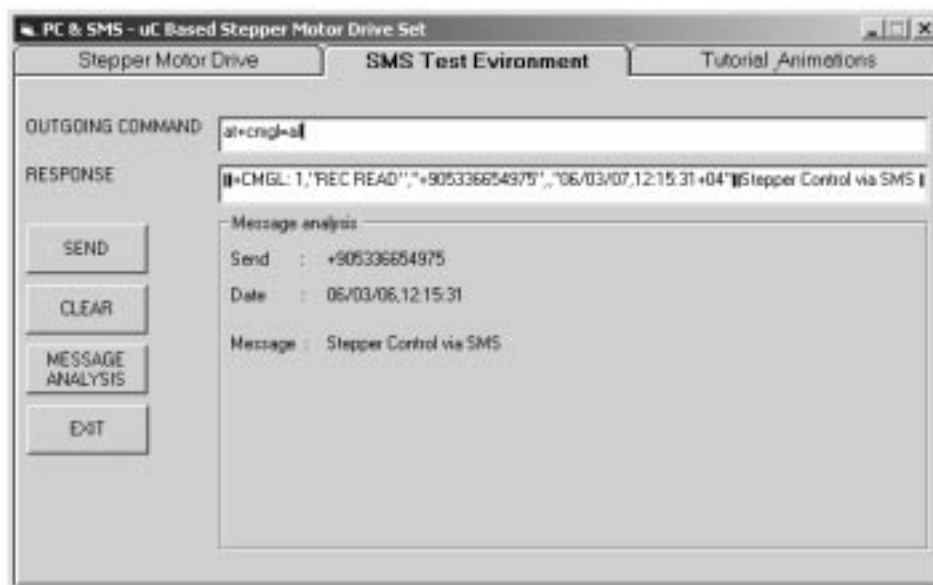 PC & SMS - uC Based Stepper Motor Drive Set
Stepper Motor Drive SMS Test Evironment Tutorial Animations
OUTGOING COMMAND at+cmgl=all
RESPONSE +CMGL: 1,"REC READ","+905336654975",,"06/03/07,12:15:31+04"Stepper Control via SMS
SEND
CLEAR
MESSAGE
ANALYSIS
EXIT
Message analysis
Send : +905336654975
Date : 06/03/06,12:15:31
Message : Stepper Control via SMS